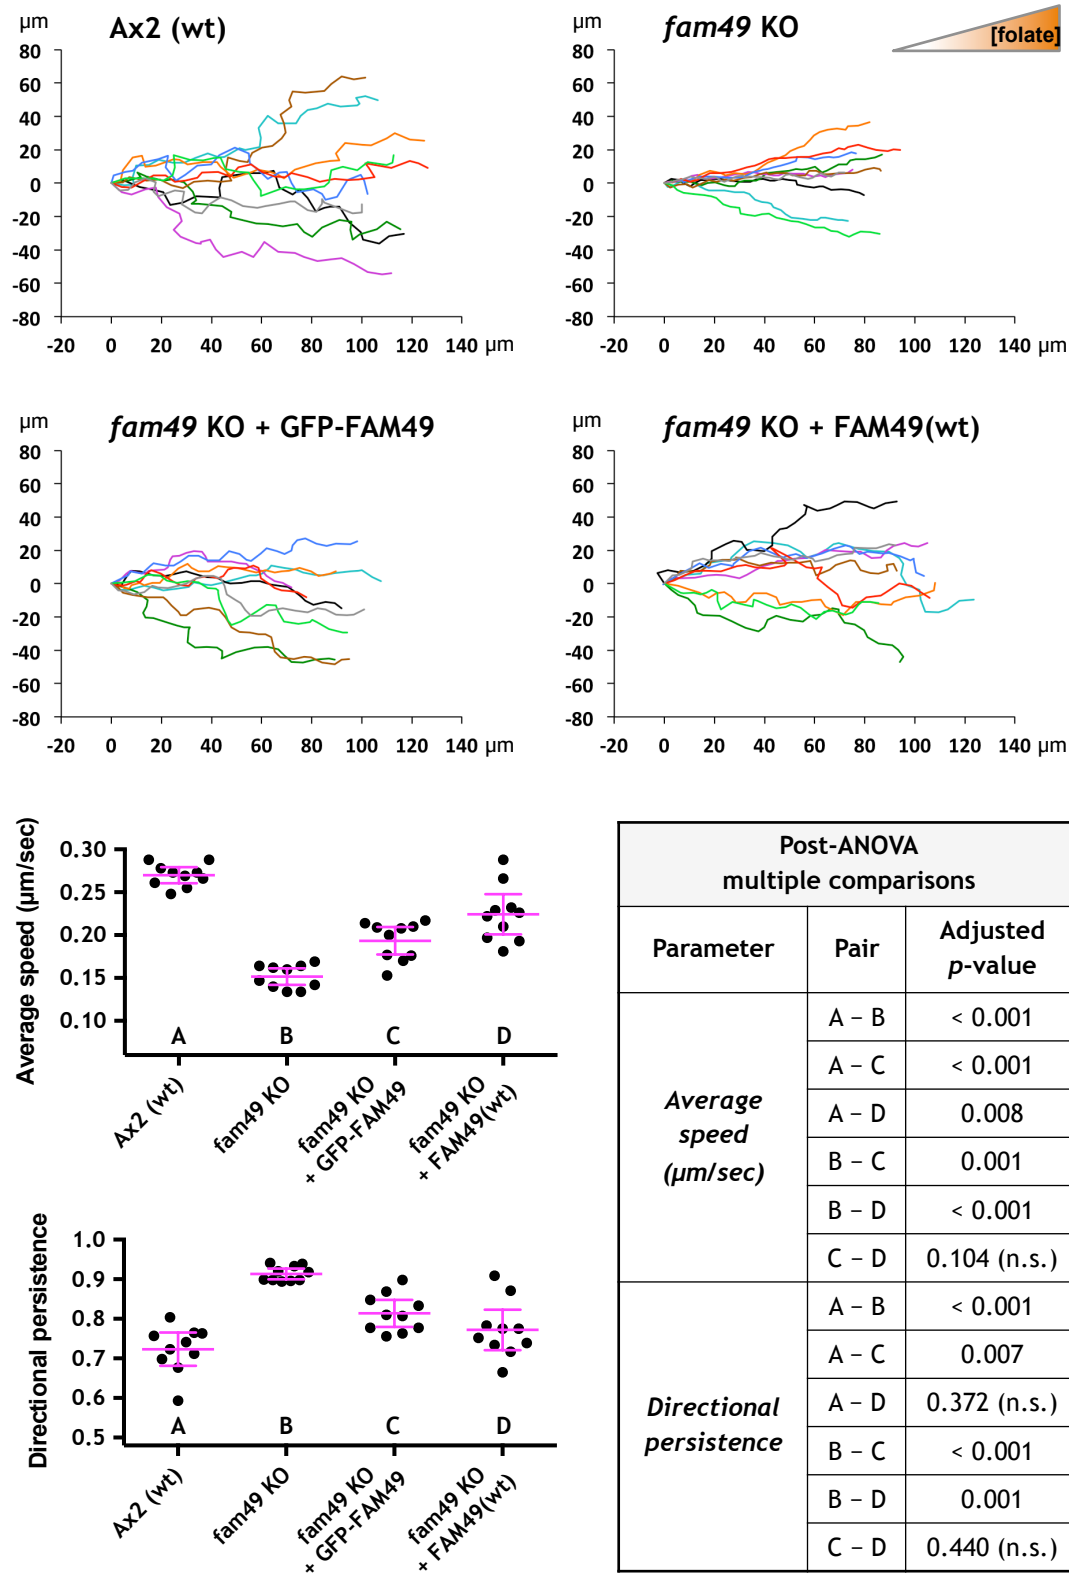 µm
Ax2 (wt)
80
60
40
20
0
-20
-40
-60
-80
-20 0 20 40 60 80 100 120 140 µm
µm
fam49 KO
[folate]
80
60
40
20
0
-20
-40
-60
-80
-20 0 20 40 60 80 100 120 140 µm
µm
fam49 KO + GFP-FAM49
80
60
40
20
0
-20
-40
-60
-80
-20 0 20 40 60 80 100 120 140 µm
µm
fam49 KO + FAM49(wt)
80
60
40
20
0
-20
-40
-60
-80
-20 0 20 40 60 80 100 120 140 µm
Average speed (µm/sec)
0.30
0.25
0.20
0.15
0.10
A B C D
Ax2 (wt)
fam49 KO
fam49 KO
+ GFP-FAM49
fam49 KO
+ FAM49(wt)
Directional persistence
1.0
0.9
0.8
0.7
0.6
0.5
A B C D
Ax2 (wt)
fam49 KO
fam49 KO
+ GFP-FAM49
fam49 KO
+ FAM49(wt)
Post-ANOVA
multiple comparisons
Parameter
Pair
Adjusted
p-value
Average
speed
(µm/sec)
A – B < 0.001
A – C < 0.001
A – D 0.008
B – C 0.001
B – D < 0.001
C – D 0.104 (n.s.)
Directional
persistence
A – B < 0.001
A – C 0.007
A – D 0.372 (n.s.)
B – C < 0.001
B – D 0.001
C – D 0.440 (n.s.)